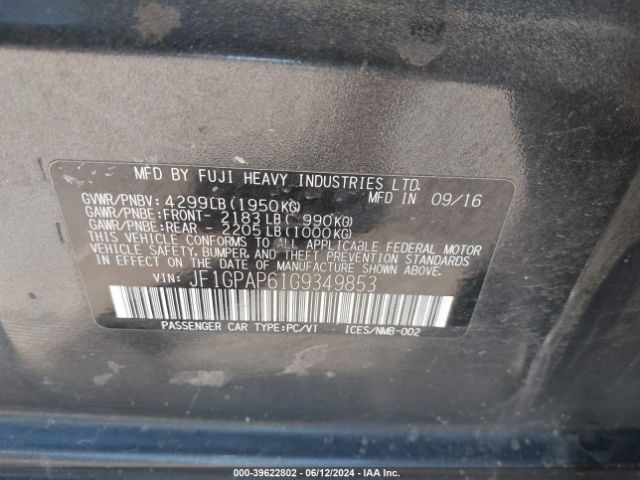 MFD BY FUJI HEAVY INDUSTRIES LTD.
GVWR/PNBV: 4299LB(1950KG) MFD IN 09/16
GAWR/PNBE:FRONT- 2183LB( 990KG)
GAWR/PNBE:REAR - 2205LB(1000KG)
THIS VEHICLE CONFORMS TO ALL APPLICABLE FEDERAL MOTOR
VEHICLE SAFETY, BUMPER, AND THEFT PREVENTION STANDARDS
IN EFFECT ON THE DATE OF MANUFACTURE SHOWN ABOVE.
VIN: JF1GPAP61G9349853
PASSENGER CAR TYPE:PC/VT ICES/NMB-002
000-39622802 - 06/12/2024 - IAA Inc.